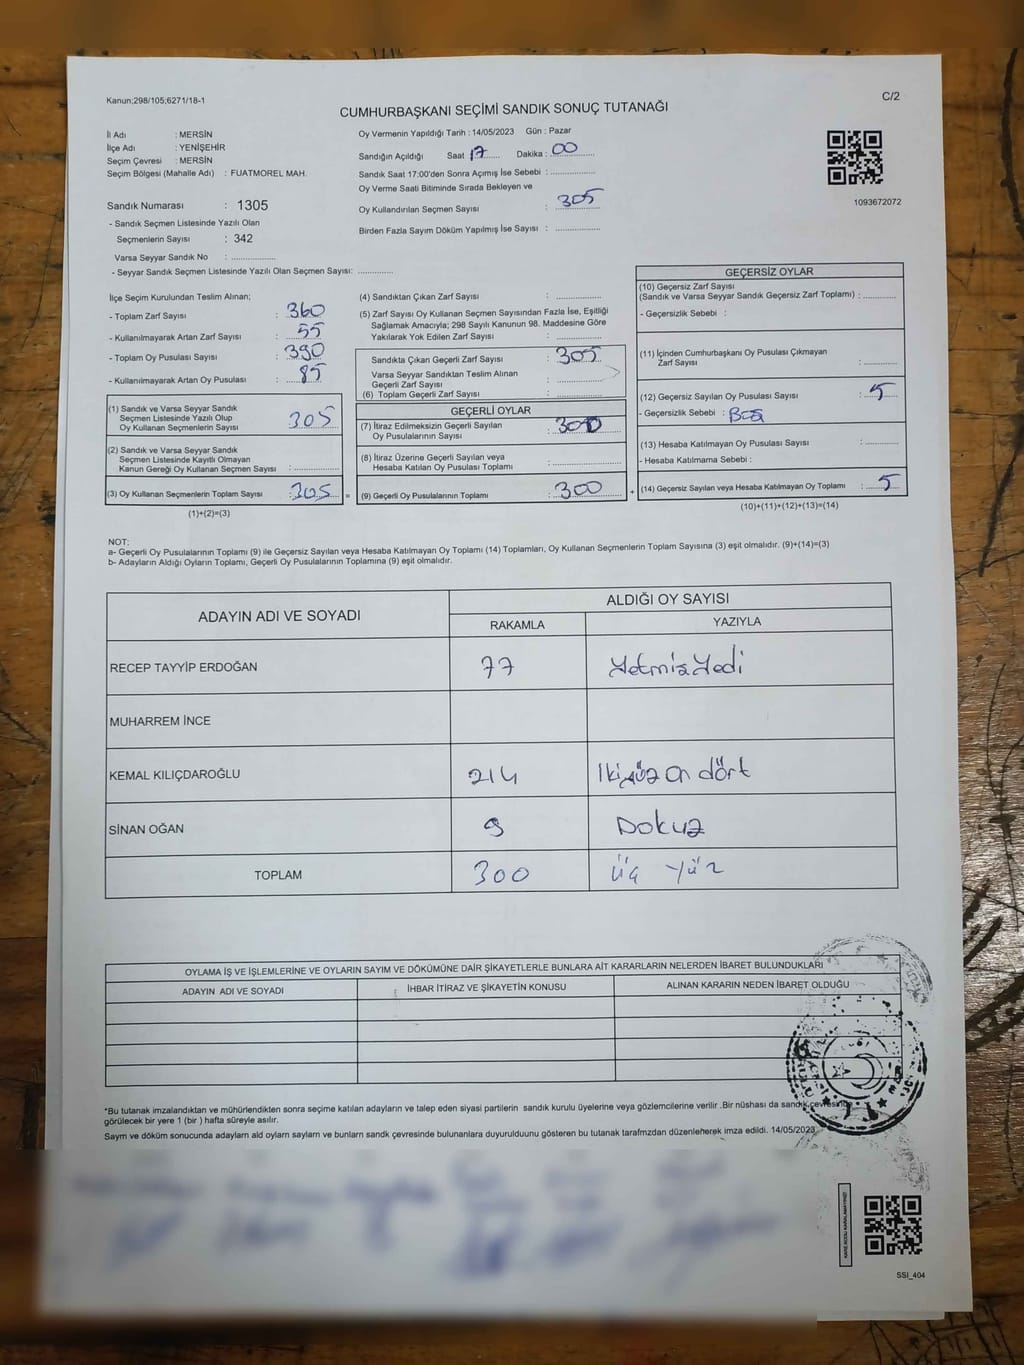 Kanun;298/105;6271/18-1
C/2
CUMHURBAŞKANI SEÇİMİ SANDIK SONUÇ TUTANAĞI
İl Adı : MERSİN
İlçe Adı : YENİŞEHİR
Seçim Çevresi : MERSİN
Seçim Bölgesi (Mahalle Adı) : FUATMOREL MAH.
Sandık Numarası : 1305
- Sandık Seçmen Listesinde Yazılı Olan
Seçmenlerin Sayısı : 342
Varsa Seyyar Sandık No : ....................
- Seyyar Sandık Seçmen Listesinde Yazılı Olan Seçmen Sayısı: ..............
Oy Vermenin Yapıldığı Tarih : 14/05/2023 Gün : Pazar
Sandığın Açıldığı Saat 17 Dakika : 00
Sandık Saat 17:00'den Sonra Açımış İse Sebebi : ..................
Oy Verme Saati Bitiminde Sırada Bekleyen ve
Oy Kullandırılan Seçmen Sayısı : 305
Birden Fazla Sayım Döküm Yapılmış İse Sayısı : ..................
1093672072
İlçe Seçim Kurulundan Teslim Alınan;
- Toplam Zarf Sayısı : 360
- Kullanılmayarak Artan Zarf Sayısı : 55
- Toplam Oy Pusulası Sayısı : 390
- Kullanılmayarak Artan Oy Pusulası : 85
(1) Sandık ve Varsa Seyyar Sandık
Seçmen Listesinde Yazılı Olup
Oy Kullanan Seçmenlerin Sayısı 305
(2) Sandık ve Varsa Seyyar Sandık
Seçmen Listesinde Kayıtlı Olmayan
Kanun Gereği Oy Kullanan Seçmen Sayısı : ..................
(3) Oy Kullanan Seçmenlerin Toplam Sayısı : 305 =
(1)+(2)=(3)
(4) Sandıktan Çıkan Zarf Sayısı : ..................
(5) Zarf Sayısı Oy Kullanan Seçmen Sayısından Fazla İse, Eşitliği
Sağlamak Amacıyla; 298 Sayılı Kanunun 98. Maddesine Göre
Yakılarak Yok Edilen Zarf Sayısı : ..................
Sandıkta Çıkan Geçerli Zarf Sayısı : 305
Varsa Seyyar Sandıktan Teslim Alınan
Geçerli Zarf Sayısı : ..................
(6) Toplam Geçerli Zarf Sayısı : ..................
GEÇERLİ OYLAR
(7) İtiraz Edilmeksizin Geçerli Sayılan
Oy Pusulalarının Sayısı : 300
(8) İtiraz Üzerine Geçerli Sayılan veya
Hesaba Katılan Oy Pusulası Toplamı : ..................
(9) Geçerli Oy Pusulalarının Toplamı : 300 +
GEÇERSİZ OYLAR
(10) Geçersiz Zarf Sayısı
(Sandık ve Varsa Seyyar Sandık Geçersiz Zarf Toplamı) : ............
- Geçersizlik Sebebi :
(11) İçinden Cumhurbaşkanı Oy Pusulası Çıkmayan
Zarf Sayısı : ............
(12) Geçersiz Sayılan Oy Pusulası Sayısı : 5
- Geçersizlik Sebebi : Boş
(13) Hesaba Katılmayan Oy Pusulası Sayısı : ............
- Hesaba Katılmama Sebebi :
(14) Geçersiz Sayılan veya Hesaba Katılmayan Oy Toplamı : 5
(10)+(11)+(12)+(13)=(14)
NOT:
a- Geçerli Oy Pusulalarının Toplamı (9) ile Geçersiz Sayılan veya Hesaba Katılmayan Oy Toplamı (14) Toplamları, Oy Kullanan Seçmenlerin Toplam Sayısına (3) eşit olmalıdır. (9)+(14)=(3)
b- Adayların Aldığı Oyların Toplamı, Geçerli Oy Pusulalarının Toplamına (9) eşit olmalıdır.
ADAYIN ADI VE SOYADI ALDIĞI OY SAYISI
RAKAMLA YAZIYLA
RECEP TAYYİP ERDOĞAN 77 Yetmiş Yedi
MUHARREM İNCE
KEMAL KILIÇDAROĞLU 214 İkiyüz On dört
SİNAN OĞAN 9 Dokuz
TOPLAM 300 Üç yüz
OYLAMA İŞ VE İŞLEMLERİNE VE OYLARIN SAYIM VE DÖKÜMÜNE DAİR ŞİKAYETLERLE BUNLARA AİT KARARLARIN NELERDEN İBARET BULUNDUKLARI
ADAYIN ADI VE SOYADI İHBAR İTİRAZ VE ŞİKAYETİN KONUSU ALINAN KARARIN NEDEN İBARET OLDUĞU
*Bu tutanak imzalandıktan ve mühürlendikten sonra seçime katılan adayların ve talep eden siyasi partilerin sandık kurulu üyelerine veya gözlemcilerine verilir .Bir nüshası da sandık çevresinde
görülecek bir yere 1 (bir ) hafta süreyle asılır.
Sayım ve döküm sonucunda adayların ald oyların sayların ve bunların sandk çevresinde bulunanlara duyurulduunu gösteren bu tutanak tarafmzdan düzenlenerek imza edildi. 14/05/2023
SSI_404